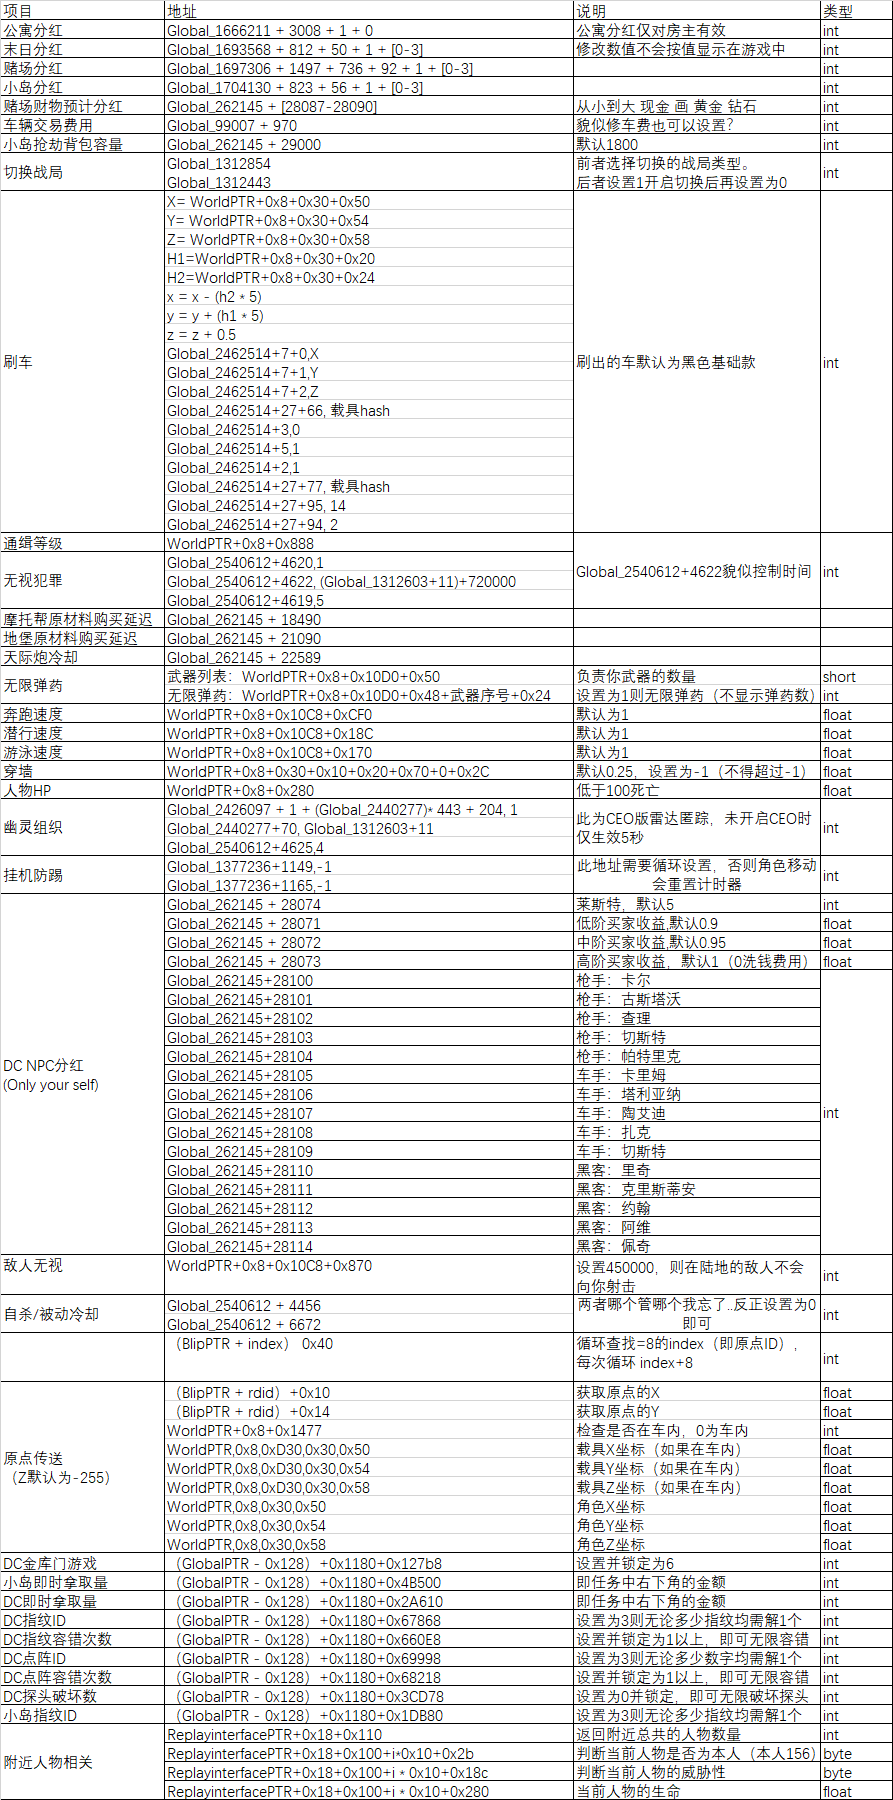 项目 地址 说明 类型
公寓分红 Global_1666211 + 3008 + 1 + 0 公寓分红仅对房主有效 int
末日分红 Global_1693568 + 812 + 50 + 1 + [0-3] 修改数值不会按值显示在游戏中 int
赌场分红 Global_1697306 + 1497 + 736 + 92 + 1 + [0-3] int
小岛分红 Global_1704130 + 823 + 56 + 1 + [0-3] int
赌场财物预计分红 Global_262145 + [28087-28090] 从小到大 现金 画 黄金 钻石 int
车辆交易费用 Global_99007 + 970 貌似修车费也可以设置？ int
小岛抢劫背包容量 Global_262145 + 29000 默认1800 int
切换战局 Global_1312854 前者选择切换的战局类型。 int
Global_1312443 后者设置1开启切换后再设置为0
刷车 X= WorldPTR+0x8+0x30+0x50 刷出的车默认为黑色基础款 int
Y= WorldPTR+0x8+0x30+0x54
Z= WorldPTR+0x8+0x30+0x58
H1=WorldPTR+0x8+0x30+0x20
H2=WorldPTR+0x8+0x30+0x24
x = x - (h2 * 5)
y = y + (h1 * 5)
z = z + 0.5
Global_2462514+7+0,X
Global_2462514+7+1,Y
Global_2462514+7+2,Z
Global_2462514+27+66, 载具hash
Global_2462514+3,0
Global_2462514+5,1
Global_2462514+2,1
Global_2462514+27+77, 载具hash
Global_2462514+27+95, 14
Global_2462514+27+94, 2
通缉等级 WorldPTR+0x8+0x888 Global_2540612+4622貌似控制时间 int
无视犯罪 Global_2540612+4620,1
Global_2540612+4622, (Global_1312603+11)+720000
Global_2540612+4619,5
摩托帮原材料购买延迟 Global_262145 + 18490
地堡原材料购买延迟 Global_262145 + 21090
天际炮冷却 Global_262145 + 22589
无限弹药 武器列表：WorldPTR+0x8+0x10D0+0x50 负责你武器的数量 short
无限弹药：WorldPTR+0x8+0x10D0+0x48+武器序号+0x24 设置为1则无限弹药（不显示弹药数） int
奔跑速度 WorldPTR+0x8+0x10C8+0xCF0 默认为1 float
潜行速度 WorldPTR+0x8+0x10C8+0x18C 默认为1 float
游泳速度 WorldPTR+0x8+0x10C8+0x170 默认为1 float
穿墙 WorldPTR+0x8+0x30+0x10+0x20+0x70+0+0x2C 默认0.25，设置为-1（不得超过-1） float
人物HP WorldPTR+0x8+0x280 低于100死亡 float
幽灵组织 Global_2426097 + 1 + (Global_2440277)* 443 + 204, 1 此为CEO版雷达匿踪，未开启CEO时 int
Global_2440277+70, Global_1312603+11 仅生效5秒
Global_2540612+4625,4
挂机防踢 Global_1377236+1149,-1 此地址需要循环设置，否则角色移动 int
Global_1377236+1165,-1 会重置计时器
DC NPC分红 Global_262145 + 28074 莱斯特，默认5 int
(Only your self) Global_262145 + 28071 低阶买家收益,默认0.9 float
Global_262145 + 28072 中阶买家收益,默认0.95 float
Global_262145 + 28073 高阶买家收益，默认1（0洗钱费用） float
Global_262145+28100 枪手：卡尔 int
Global_262145+28101 枪手：古斯塔沃
Global_262145+28102 枪手：查理
Global_262145+28103 枪手：切斯特
Global_262145+28104 枪手：帕特里克
Global_262145+28105 车手：卡里姆
Global_262145+28106 车手：塔利亚纳
Global_262145+28107 车手：陶艾迪
Global_262145+28108 车手：扎克
Global_262145+28109 车手：切斯特
Global_262145+28110 黑客：里奇
Global_262145+28111 黑客：克里斯蒂安
Global_262145+28112 黑客：约翰
Global_262145+28113 黑客：阿维
Global_262145+28114 黑客：佩奇
敌人无视 WorldPTR+0x8+0x10C8+0x870 设置450000，则在陆地的敌人不会 int
向你射击
自杀/被动冷却 Global_2540612 + 4456 两者哪个管哪个我忘了..反正设置为0 int
Global_2540612 + 6672 即可
（BlipPTR + index） 0x40 循环查找=8的index（即原点ID）， int
每次循环 index+8
原点传送 （BlipPTR + rdid）+0x10 获取原点的X float
（Z默认为-255） （BlipPTR + rdid）+0x14 获取原点的Y float
WorldPTR+0x8+0x1477 检查是否在车内，0为车内 int
WorldPTR,0x8,0xD30,0x30,0x50 载具X坐标（如果在车内） float
WorldPTR,0x8,0xD30,0x30,0x54 载具Y坐标（如果在车内） float
WorldPTR,0x8,0xD30,0x30,0x58 载具Z坐标（如果在车内） float
WorldPTR,0x8,0x30,0x50 角色X坐标 float
WorldPTR,0x8,0x30,0x54 角色Y坐标 float
WorldPTR,0x8,0x30,0x58 角色Z坐标 float
DC金库门游戏 （GlobalPTR - 0x128）+0x1180+0x127b8 设置并锁定为6 int
小岛即时拿取量 （GlobalPTR - 0x128）+0x1180+0x4B500 即任务中右下角的金额 int
DC即时拿取量 （GlobalPTR - 0x128）+0x1180+0x2A610 即任务中右下角的金额 int
DC指纹ID （GlobalPTR - 0x128）+0x1180+0x67868 设置为3则无论多少指纹均需解1个 int
DC指纹容错次数 （GlobalPTR - 0x128）+0x1180+0x660E8 设置并锁定为1以上，即可无限容错 int
DC点阵ID （GlobalPTR - 0x128）+0x1180+0x69998 设置为3则无论多少数字均需解1个 int
DC点阵容错次数 （GlobalPTR - 0x128）+0x1180+0x68218 设置并锁定为1以上，即可无限容错 int
DC探头破坏数 （GlobalPTR - 0x128）+0x1180+0x3CD78 设置为0并锁定，即可无限破坏探头 int
小岛指纹ID （GlobalPTR - 0x128）+0x1180+0x1DB80 设置为3则无论多少指纹均需解1个 int
附近人物相关 ReplayinterfacePTR+0x18+0x110 返回附近总共的人物数量 int
ReplayinterfacePTR+0x18+0x100+i*0x10+0x2b 判断当前人物是否为本人（本人156） byte
ReplayinterfacePTR+0x18+0x100+i * 0x10+0x18c 判断当前人物的威胁性 byte
ReplayinterfacePTR+0x18+0x100+i * 0x10+0x280 当前人物的生命 float